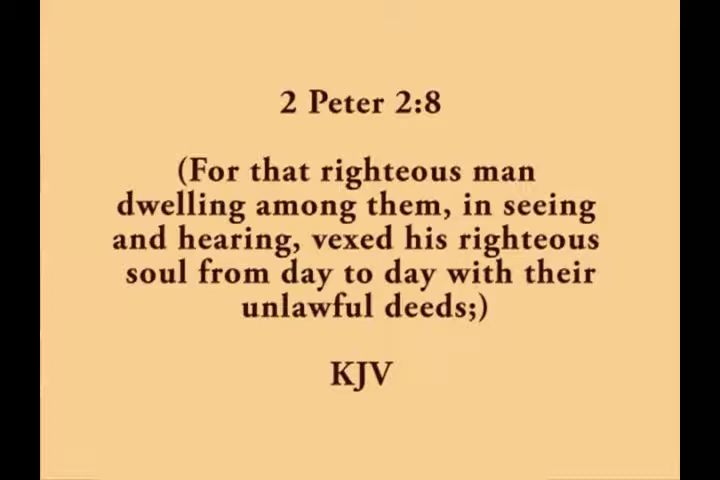 2 Peter 2:8
(For that righteous man
dwelling among them, in seeing
and hearing, vexed his righteous
soul from day to day with their
unlawful deeds;)
KJV